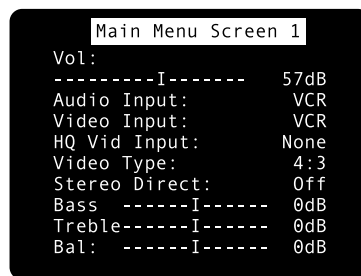 Main Menu Screen 1
Vol:
---------I------- 57dB
Audio Input: VCR
Video Input: VCR
HQ Vid Input: None
Video Type: 4:3
Stereo Direct: Off
Bass ------I------ 0dB
Treble------I------ 0dB
Bal: ------I------ 0dB